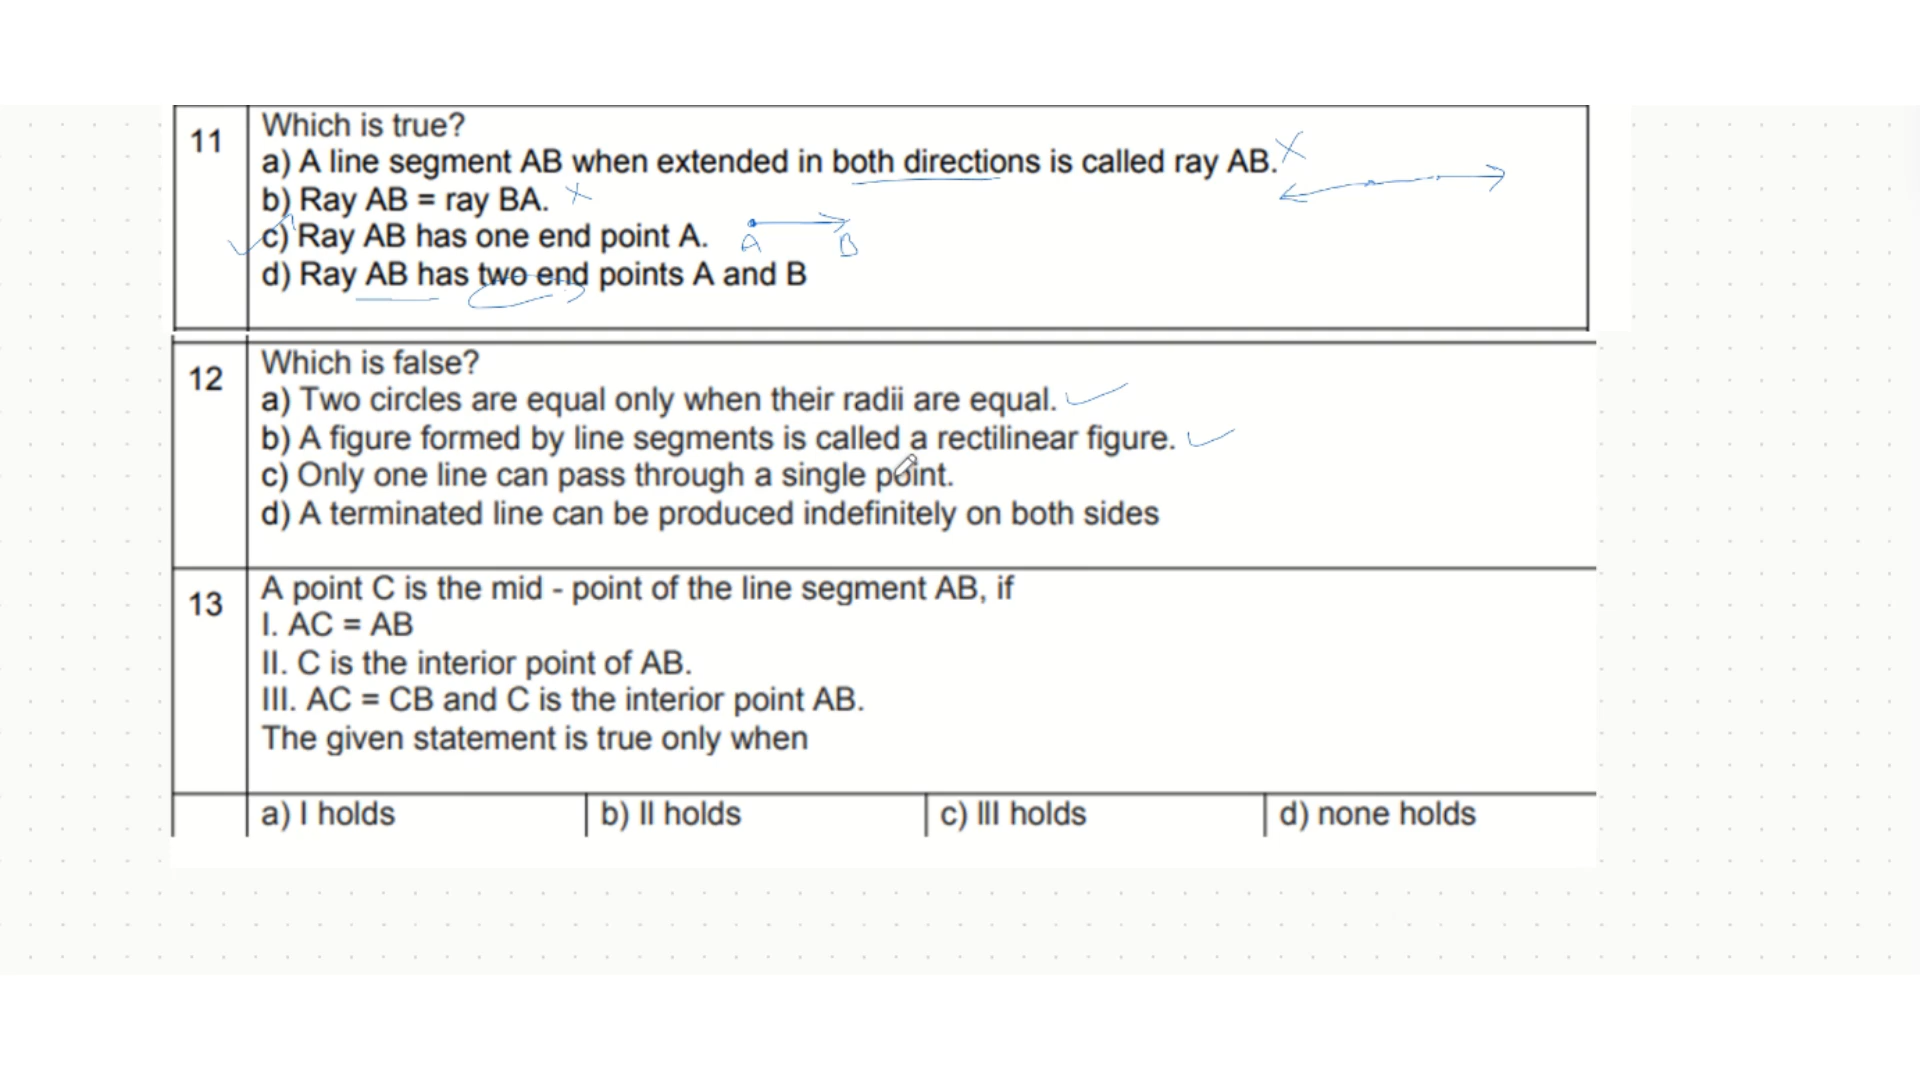 11
Which is true?
a) A line segment AB when extended in both directions is called ray AB.
b) Ray AB = ray BA.
c) Ray AB has one end point A.
A B
d) Ray AB has two end points A and B
12
Which is false?
a) Two circles are equal only when their radii are equal.
b) A figure formed by line segments is called a rectilinear figure.
c) Only one line can pass through a single point.
d) A terminated line can be produced indefinitely on both sides
13
A point C is the mid - point of the line segment AB, if
I. AC = AB
II. C is the interior point of AB.
III. AC = CB and C is the interior point AB.
The given statement is true only when
a) I holds b) II holds c) III holds d) none holds